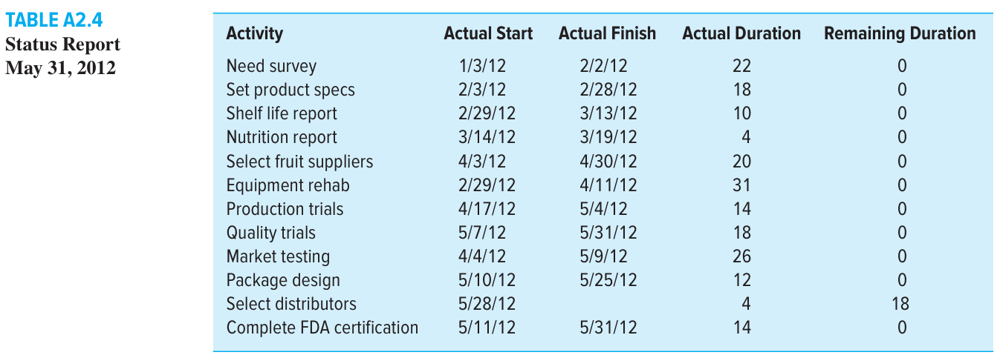 TABLE A2.4
Status Report
May 31, 2012
Activity Actual Start Actual Finish Actual Duration Remaining Duration
Need survey 1/3/12 2/2/12 22 0
Set product specs 2/3/12 2/28/12 18 0
Shelf life report 2/29/12 3/13/12 10 0
Nutrition report 3/14/12 3/19/12 4 0
Select fruit suppliers 4/3/12 4/30/12 20 0
Equipment rehab 2/29/12 4/11/12 31 0
Production trials 4/17/12 5/4/12 14 0
Quality trials 5/7/12 5/31/12 18 0
Market testing 4/4/12 5/9/12 26 0
Package design 5/10/12 5/25/12 12 0
Select distributors 5/28/12 4 18
Complete FDA certification 5/11/12 5/31/12 14 0